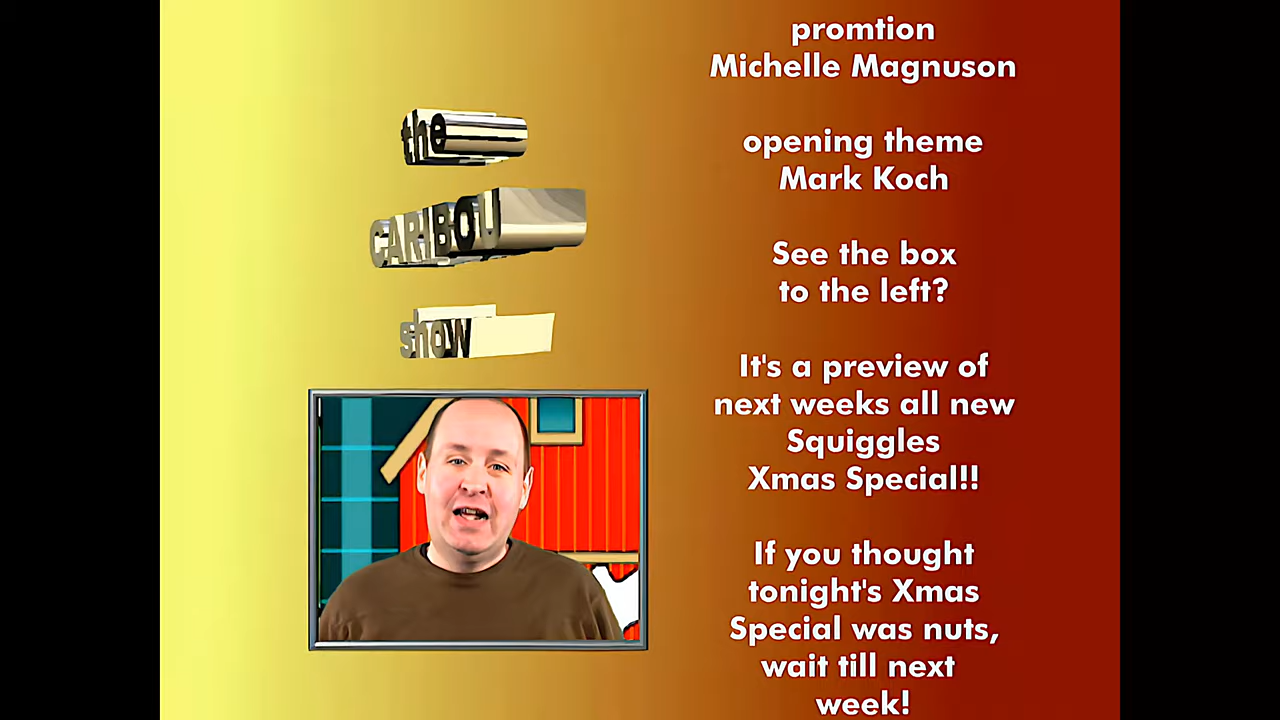 the
CARIBOU
show
promtion
Michelle Magnuson
opening theme
Mark Koch
See the box
to the left?
It's a preview of
next weeks all new
Squiggles
Xmas Special!!
If you thought
tonight's Xmas
Special was nuts,
wait till next
week!